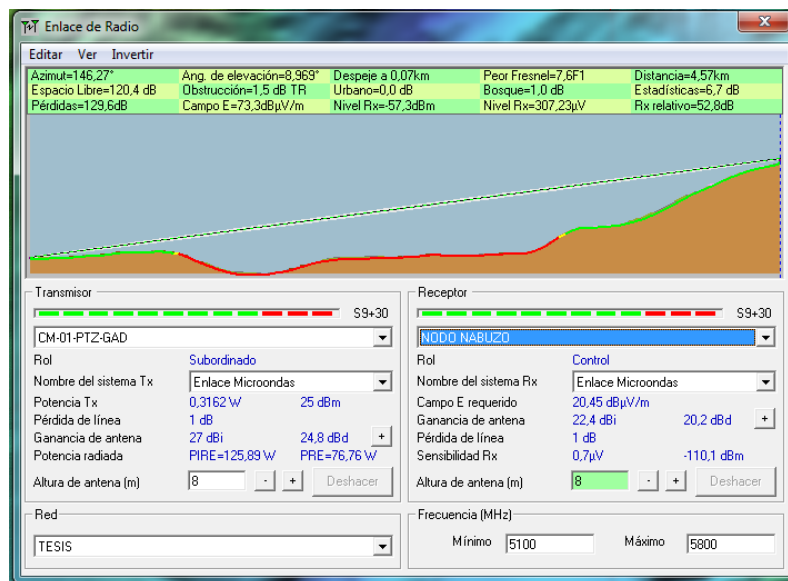 Enlace de Radio
Editar Ver Invertir
Azimut=146,27° Ang. de elevación=8,969° Despeje a 0,07km Peor Fresnel=7,6F1 Distancia=4,57km
Espacio Libre=120,4 dB Obstrucción=1,5 dB TR Urbano=0,0 dB Bosque=1,0 dB Estadísticas=6,7 dB
Pérdidas=129,6dB Campo E=73,3dBµV/m Nivel Rx=-57,3dBm Nivel Rx=307,23µV Rx relativo=52,8dB
Transmisor
S9+30
CM-01-PTZ-GAD
Rol Subordinado
Nombre del sistema Tx Enlace Microondas
Potencia Tx 0,3162 W 25 dBm
Pérdida de línea 1 dB
Ganancia de antena 27 dBi 24,8 dBd +
Potencia radiada PIRE=125,89 W PRE=76,76 W
Altura de antena (m) 8 - + Deshacer
Receptor
S9+30
NODO NABUZO
Rol Control
Nombre del sistema Rx Enlace Microondas
Campo E requerido 20,45 dBµV/m
Ganancia de antena 22,4 dBi 20,2 dBd +
Pérdida de línea 1 dB
Sensibilidad Rx 0,7µV -110,1 dBm
Altura de antena (m) 8 - + Deshacer
Red
TESIS
Frecuencia (MHz)
Mínimo 5100 Máximo 5800